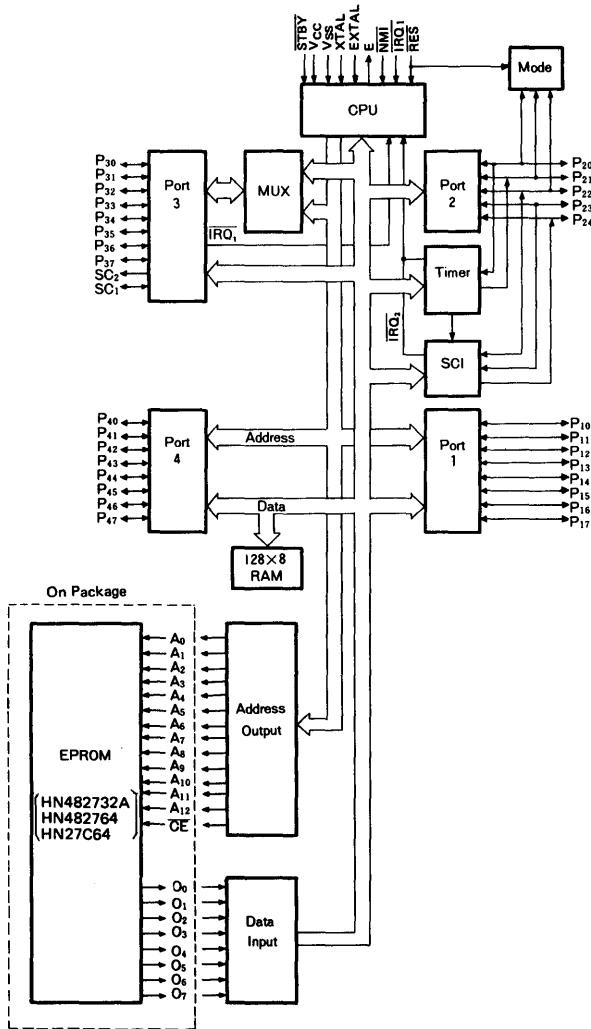 STBY
VCC
VSS
XTAL
EXTAL
E
NMI
IRQ1
RES
Mode
CPU
P30
P31
P32
P33
P34
P35
P36
P37
SC2
SC1
Port
3
MUX
IRQ1
Port
2
P20
P21
P22
P23
P24
Timer
IRQ2
SCI
P40
P41
P42
P43
P44
P45
P46
P47
Port
4
Address
Data
Port
1
P10
P11
P12
P13
P14
P15
P16
P17
128×8
RAM
On Package
EPROM
HN482732A
HN482764
HN27C64
A0
A1
A2
A3
A4
A5
A6
A7
A8
A9
A10
A11
A12
CE
Address
Output
O0
O1
O2
O3
O4
O5
O6
O7
Data
Input